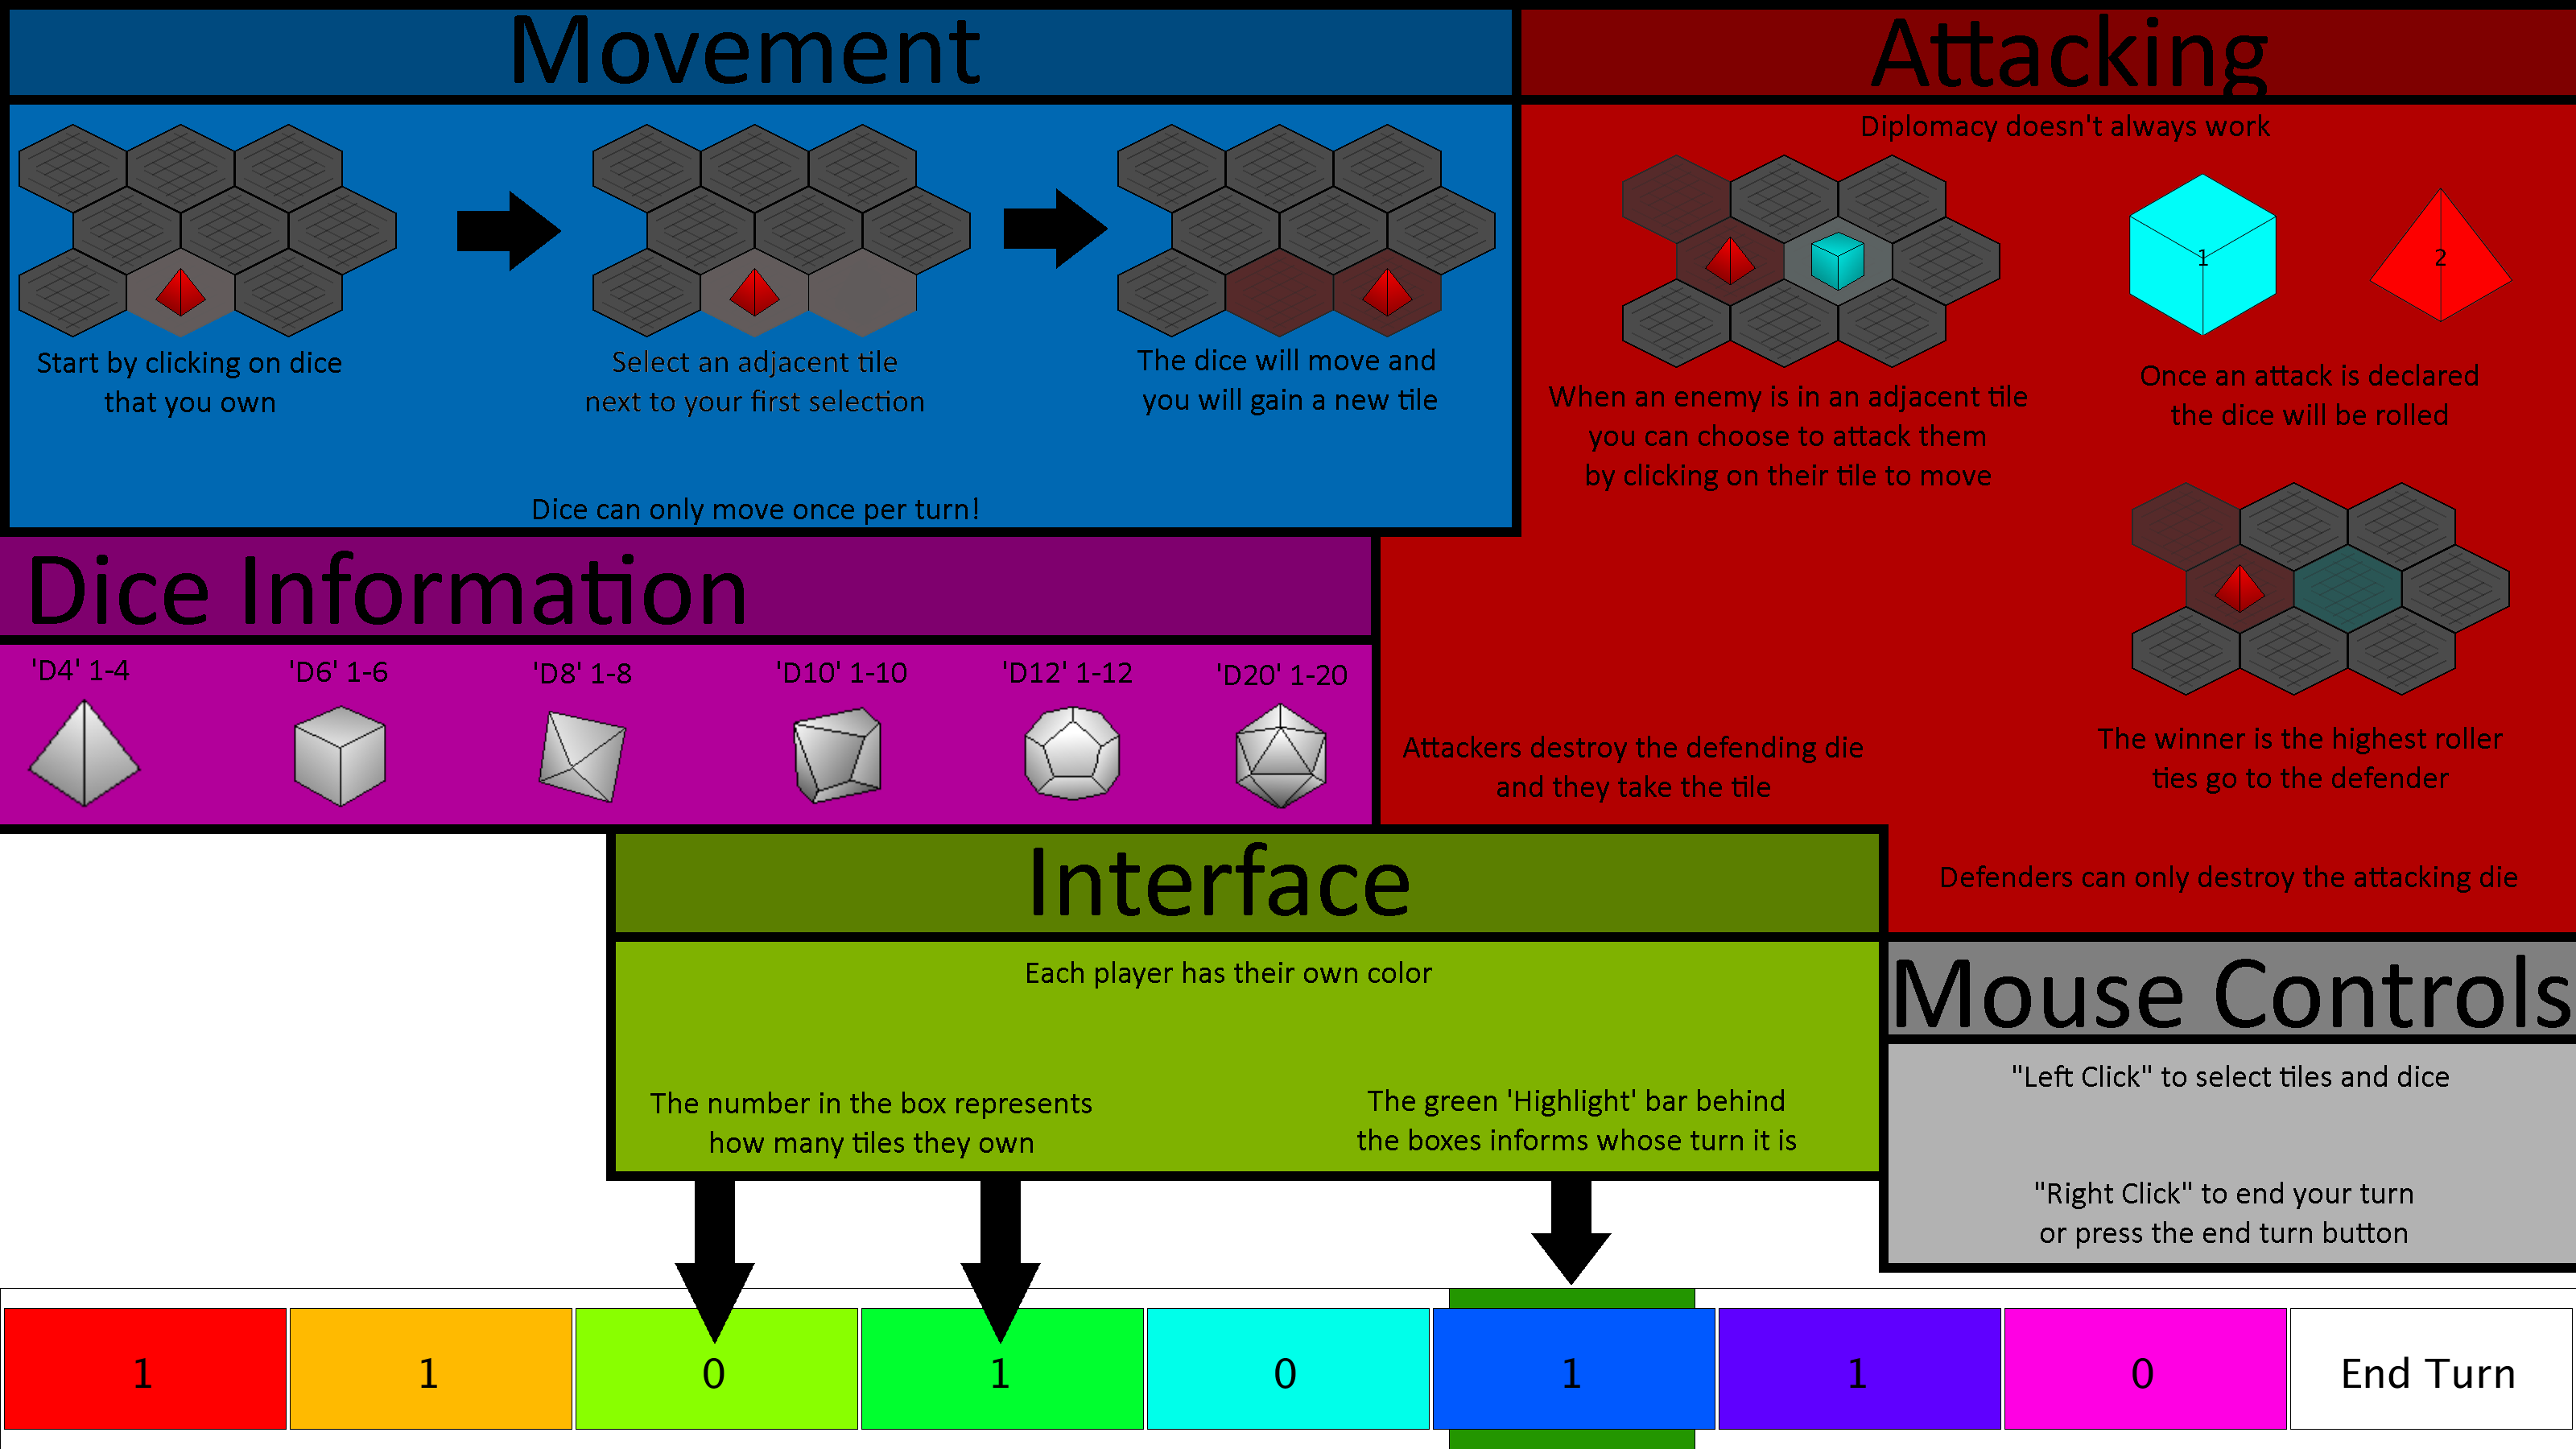 Movement
Start by clicking on dice
that you own
Select an adjacent tile
next to your first selection
The dice will move and
you will gain a new tile
Dice can only move once per turn!
Attacking
Diplomacy doesn't always work
1
2
When an enemy is in an adjacent tile
you can choose to attack them
by clicking on their tile to move
Once an attack is declared
the dice will be rolled
Attackers destroy the defending die
and they take the tile
The winner is the highest roller
ties go to the defender
Defenders can only destroy the attacking die
Dice Information
'D4' 1-4
'D6' 1-6
'D8' 1-8
'D10' 1-10
'D12' 1-12
'D20' 1-20
Interface
Each player has their own color
The number in the box represents
how many tiles they own
The green 'Highlight' bar behind
the boxes informs whose turn it is
Mouse Controls
"Left Click" to select tiles and dice
"Right Click" to end your turn
or press the end turn button
1
1
0
1
0
1
1
0
End Turn